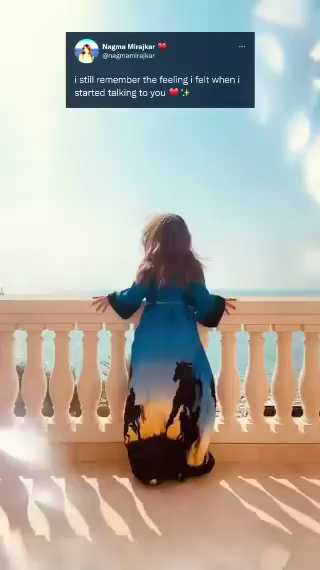 Nagma Mirajkar ❤️
@nagmamirajkar
i still remember the feeling i felt when i
started talking to you ❤️✨